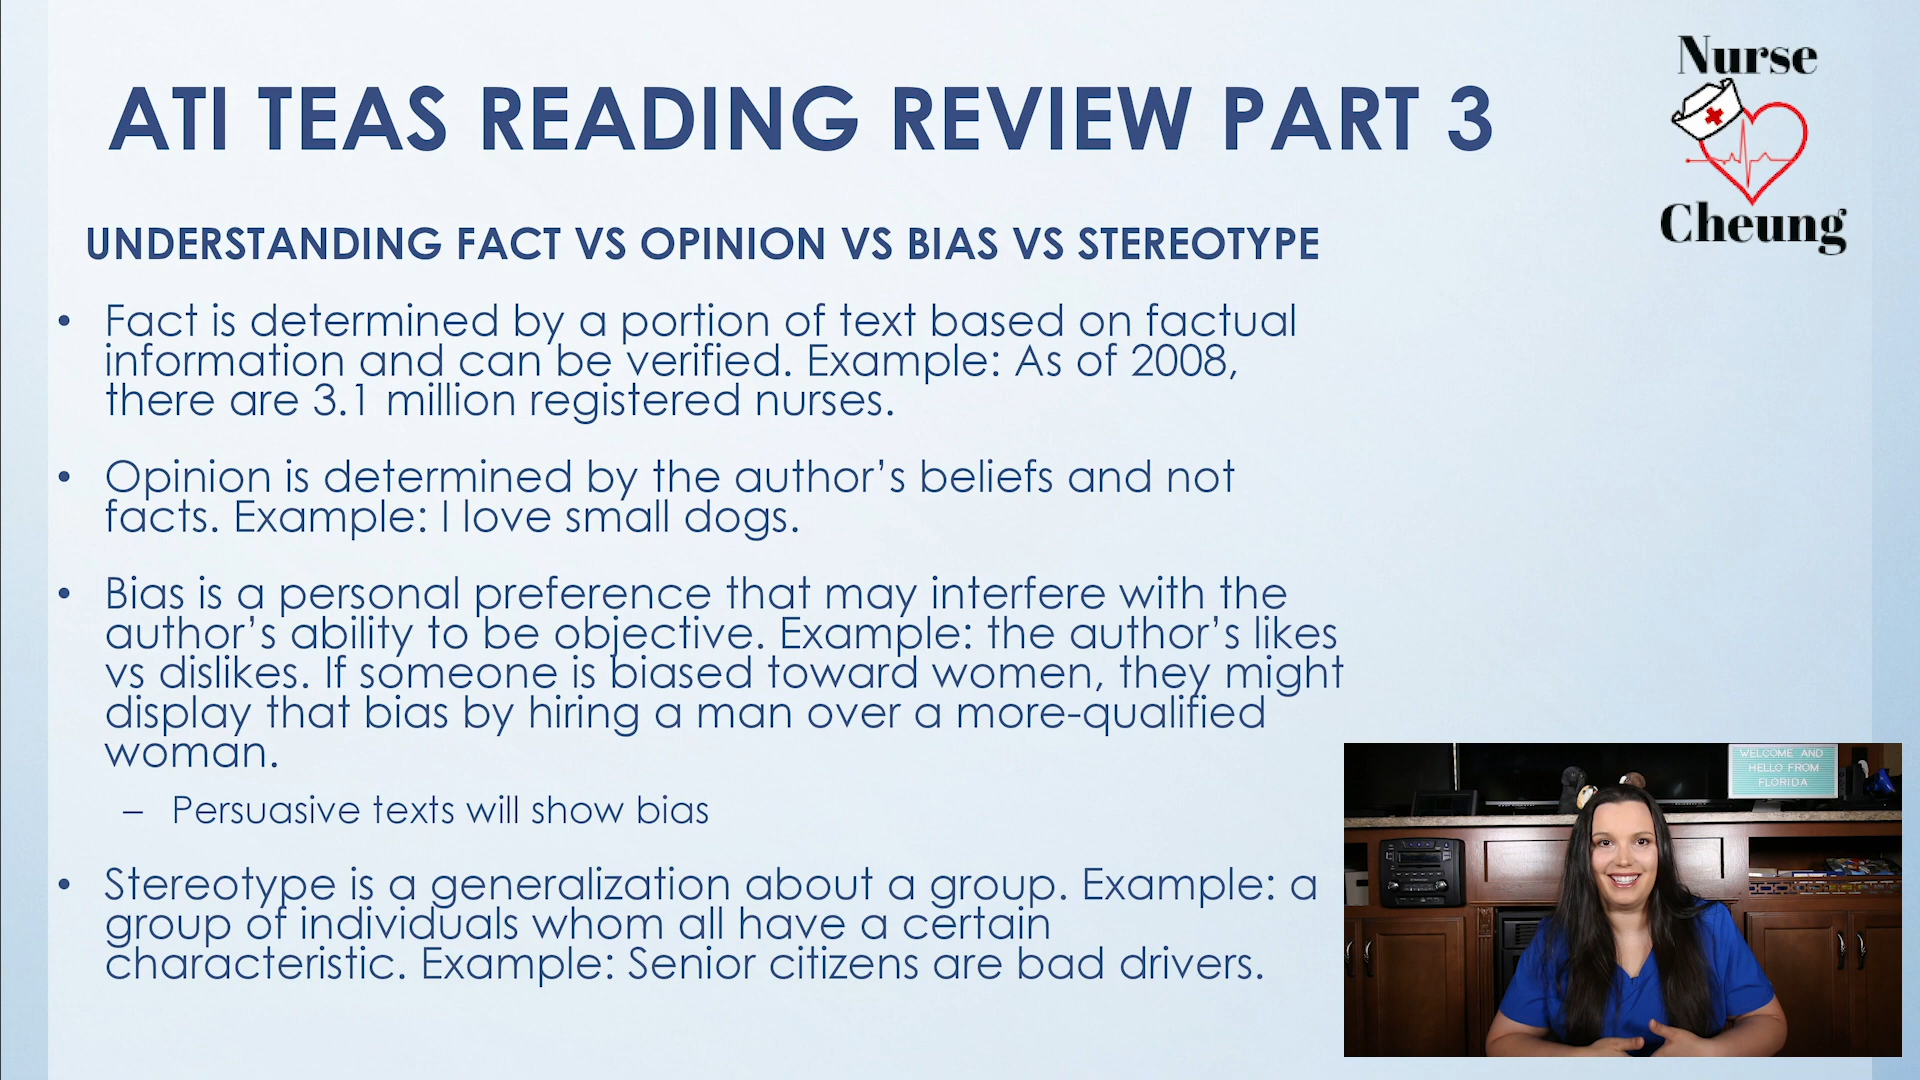 Nurse
Cheung
ATI TEAS READING REVIEW PART 3
UNDERSTANDING FACT VS OPINION VS BIAS VS STEREOTYPE
• Fact is determined by a portion of text based on factual
information and can be verified. Example: As of 2008,
there are 3.1 million registered nurses.
• Opinion is determined by the author’s beliefs and not
facts. Example: I love small dogs.
• Bias is a personal preference that may interfere with the
author’s ability to be objective. Example: the author’s likes
vs dislikes. If someone is biased toward women, they might
display that bias by hiring a man over a more-qualified
woman.
– Persuasive texts will show bias
• Stereotype is a generalization about a group. Example: a
group of individuals whom all have a certain
characteristic. Example: Senior citizens are bad drivers.
WELCOME AND
HELLO FROM
FLORIDA